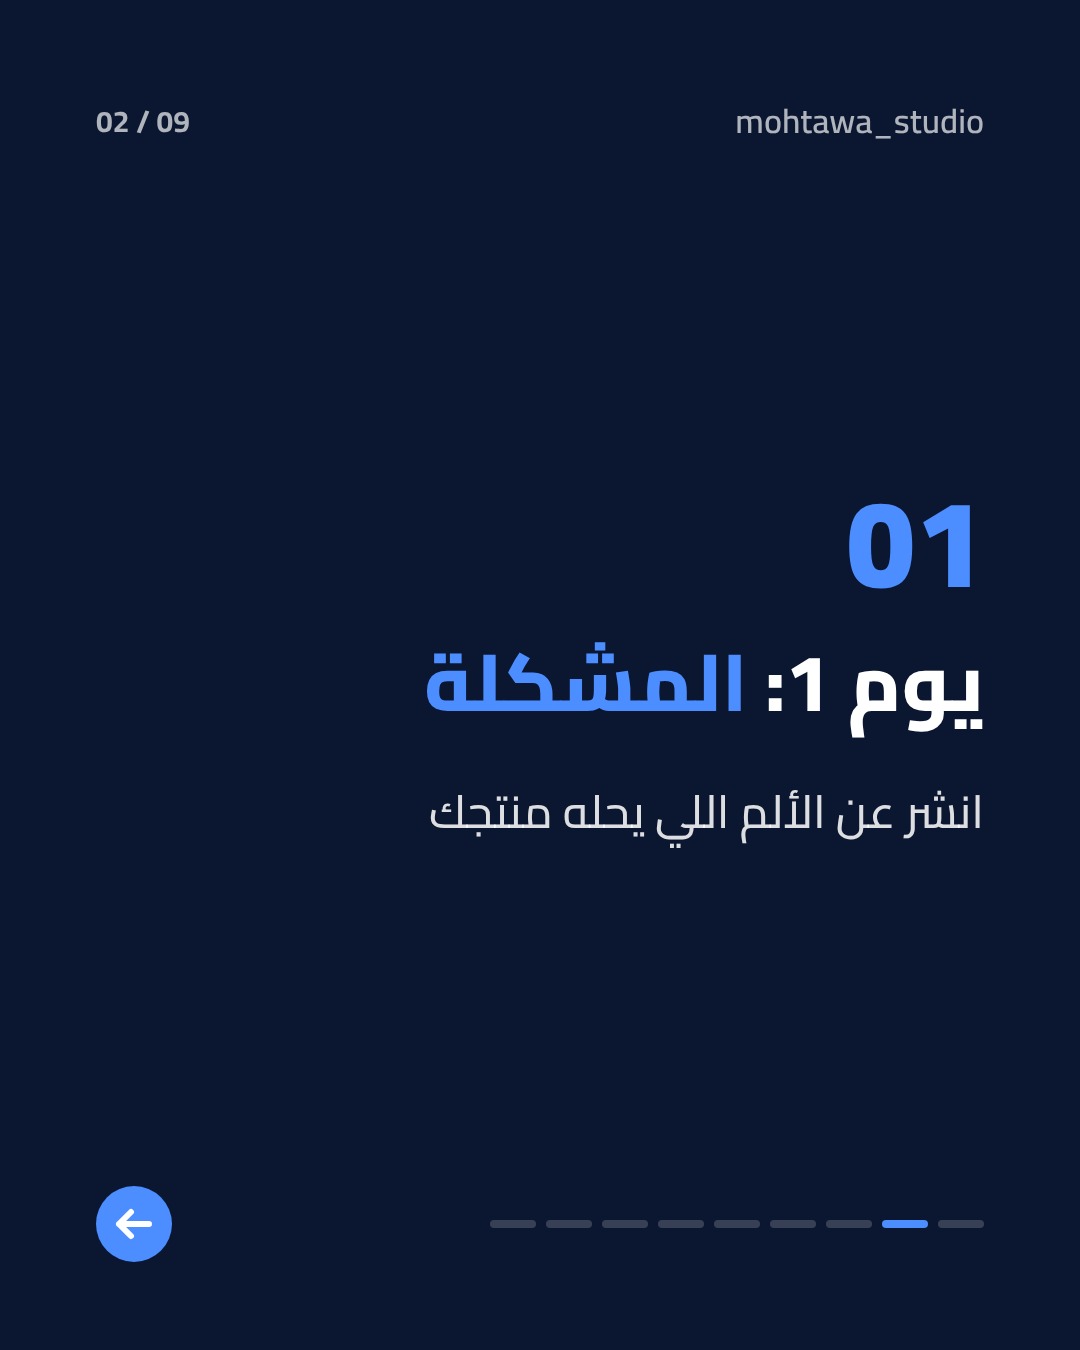 mohtawa_studio
02 / 09
01
يوم 1: المشكلة
انشر عن الألم اللي يحله منتجك